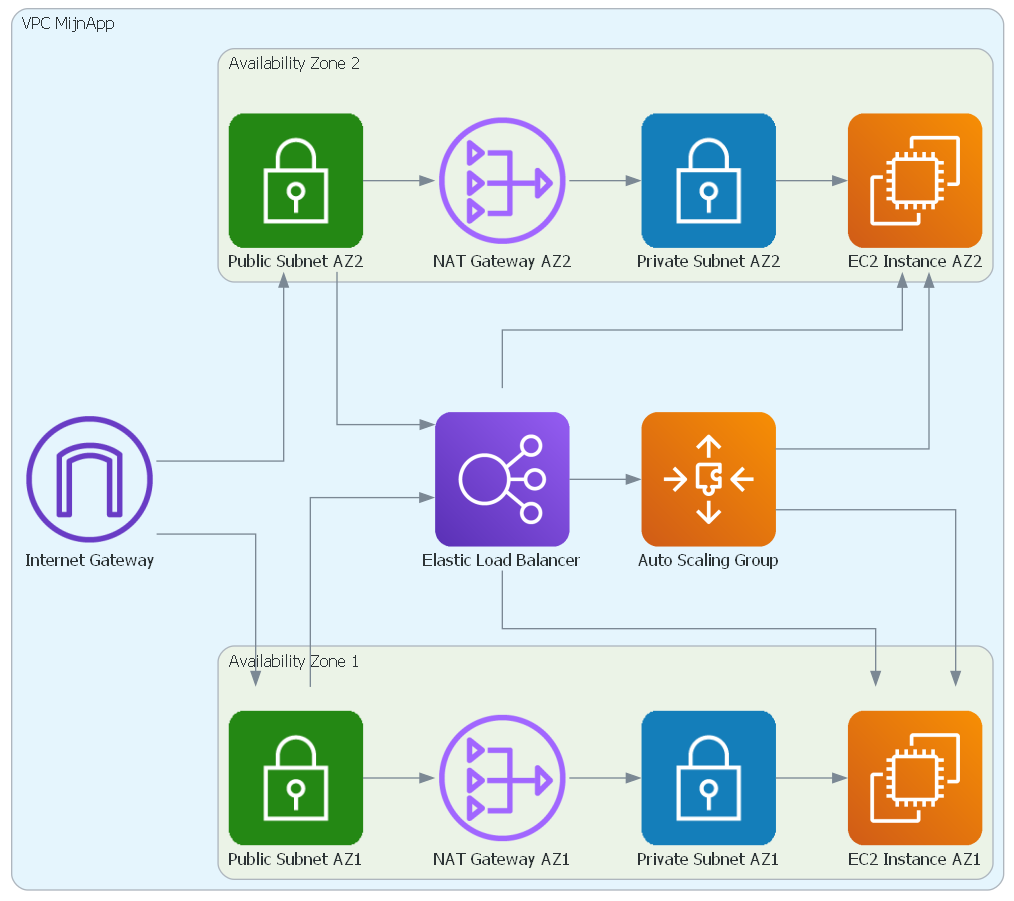 VPC MijnApp
Availability Zone 2
Public Subnet AZ2
NAT Gateway AZ2
Private Subnet AZ2
EC2 Instance AZ2
Internet Gateway
Elastic Load Balancer
Auto Scaling Group
Availability Zone 1
Public Subnet AZ1
NAT Gateway AZ1
Private Subnet AZ1
EC2 Instance AZ1